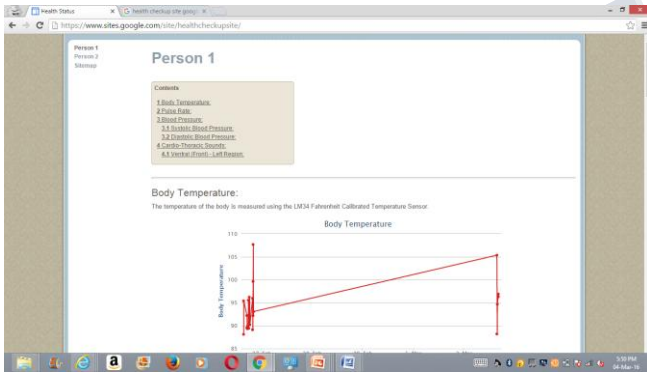 Health Status
health checkup site goog
https://www.sites.google.com/site/healthcheckupsite/
Person 1
Person 2
Sitemap
Person 1
Contents
1 Body Temperature:
2 Pulse Rate:
3 Blood Pressure:
3.1 Systolic Blood Pressure:
3.2 Diastolic Blood Pressure:
4 Cardio-Thoracic Sounds:
4.1 Ventral (Front) - Left Region:
Body Temperature:
The temperature of the body is measured using the LM34 Fahrenheit Calibrated Temperature Sensor.
Body Temperature
110
105
100
95
90
85
Body Temperature
5:50 PM
04-Mar-16